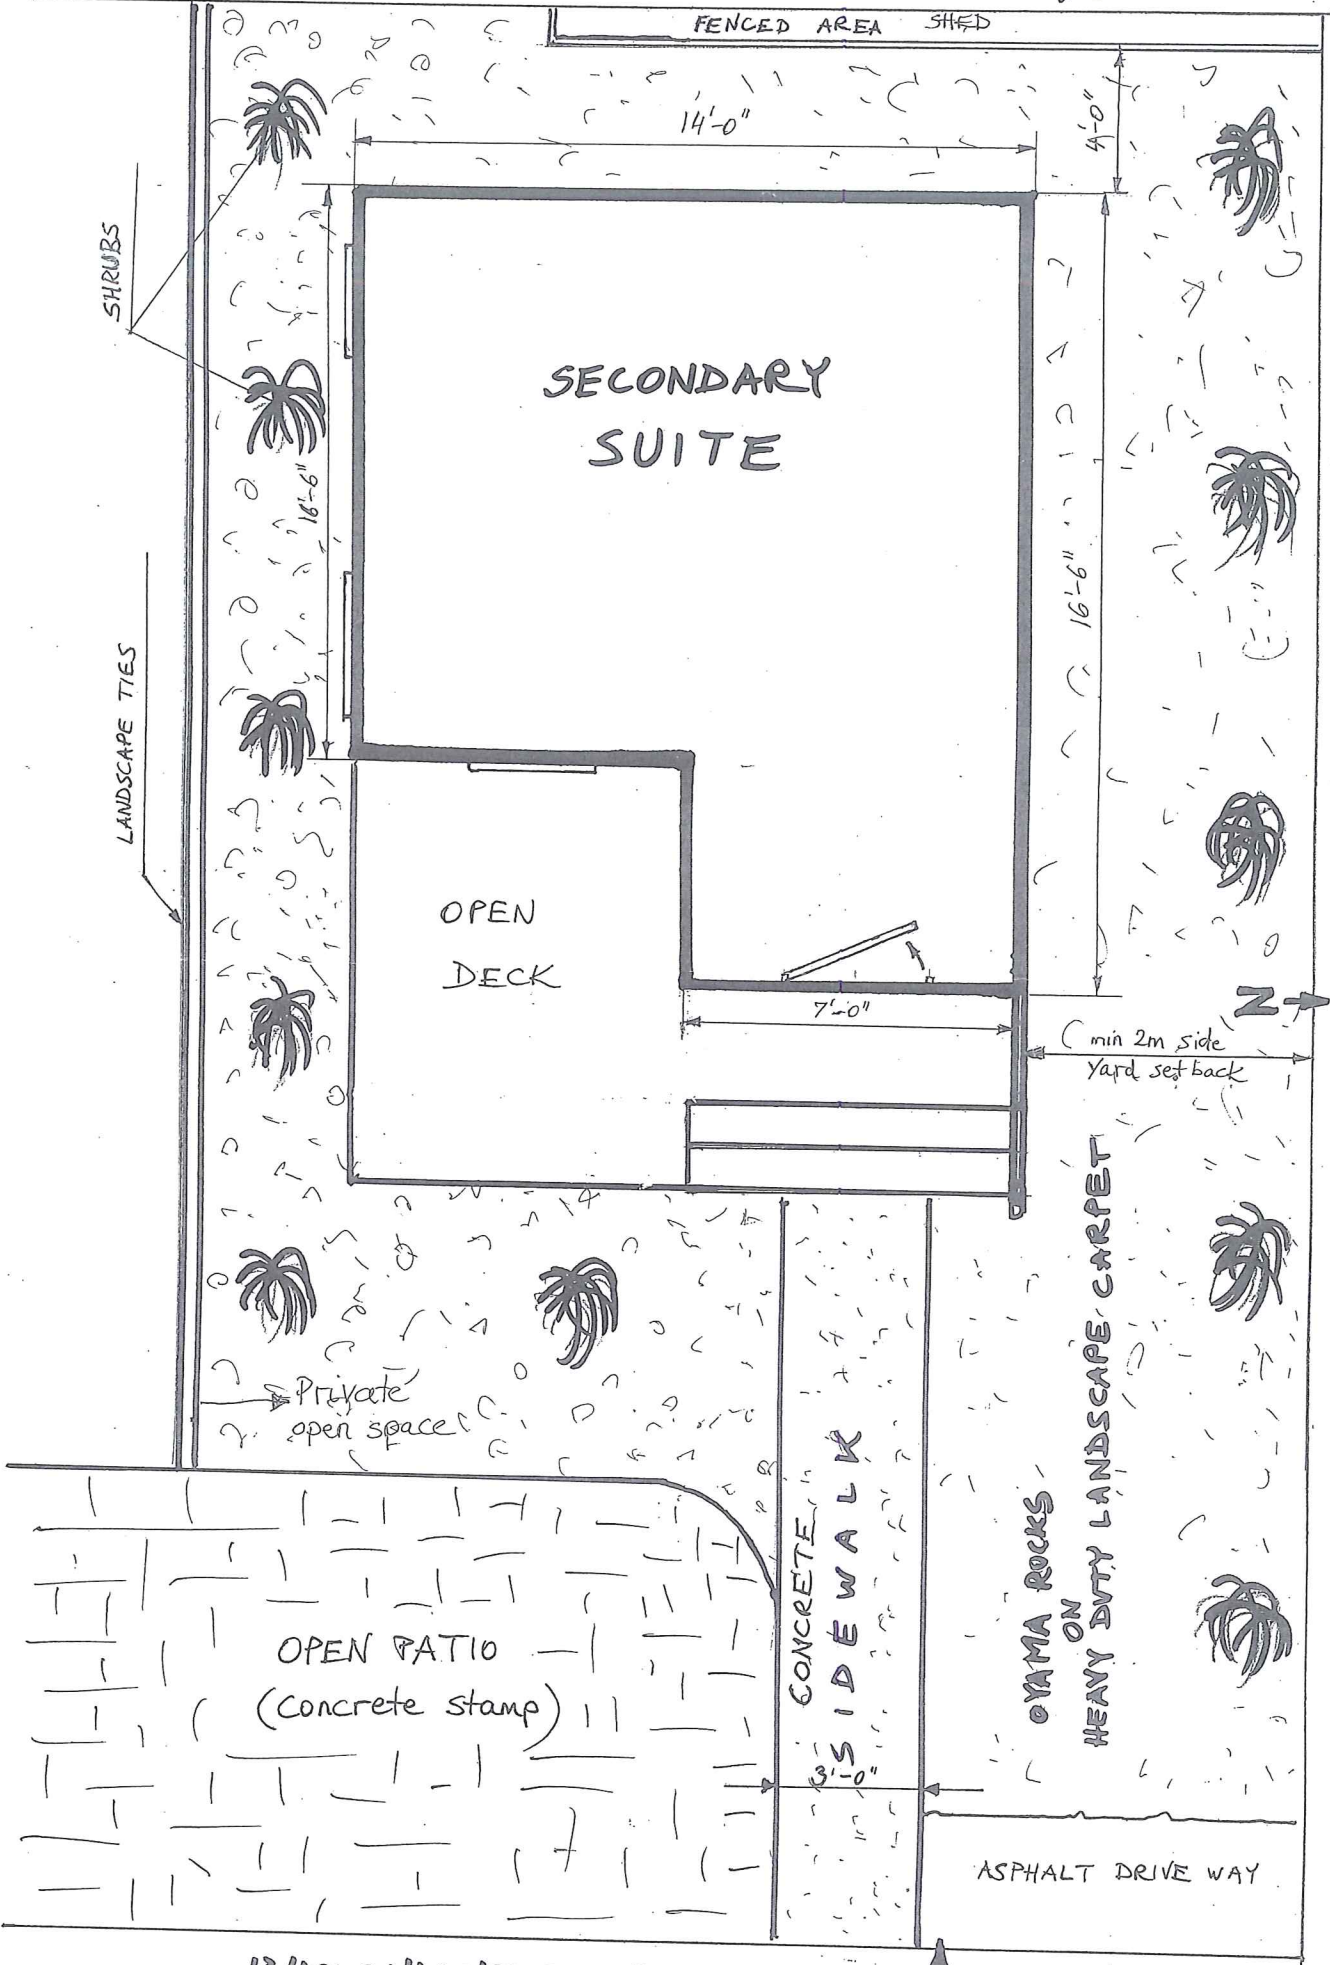 FENCED AREA SHED
14'-0"
4'-0"
SHRUBS
SECONDARY
SUITE
16'-6"
16'-6"
LANDSCAPE TIES
OPEN
DECK
7'-0"
N
min 2m side
Yard setback
Private
open space
CONCRETE
SIDEWALK
OYAMA ROCKS
ON
HEAVY DUTY LANDSCAPE CARPET
OPEN PATIO
(Concrete stamp)
3'-0"
ASPHALT DRIVE WAY